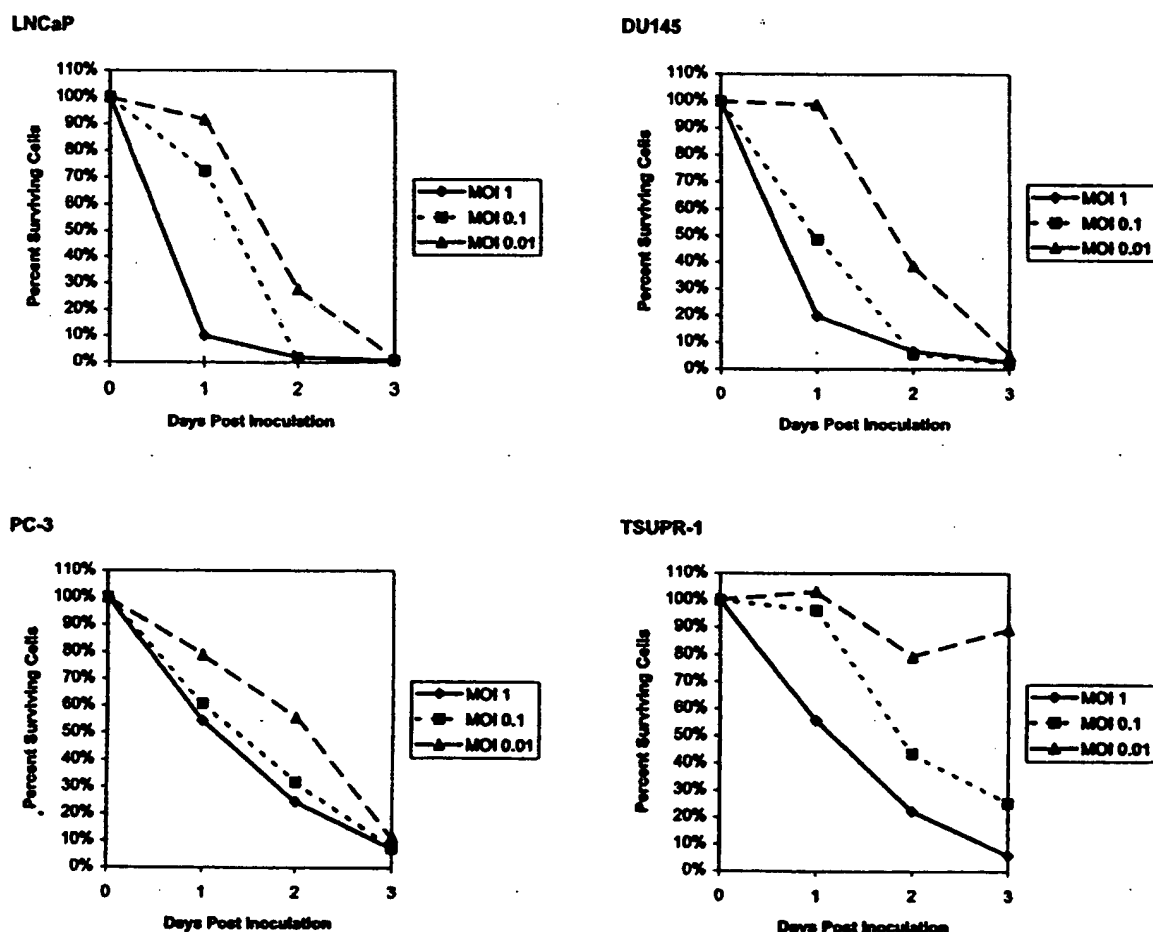 LNCaP
110%
100%
90%
80%
70%
60%
50%
40%
30%
20%
10%
0%
Percent Surviving Cells
0 1 2 3
Days Post Inoculation
MOI 1
MOI 0.1
MOI 0.01
DU145
110%
100%
90%
80%
70%
60%
50%
40%
30%
20%
10%
0%
Percent Surviving Cells
0 1 2 3
Days Post Inoculation
MOI 1
MOI 0.1
MOI 0.01
PC-3
110%
100%
90%
80%
70%
60%
50%
40%
30%
20%
10%
0%
Percent Surviving Cells
0 1 2 3
Days Post Inoculation
MOI 1
MOI 0.1
MOI 0.01
TSUPR-1
110%
100%
90%
80%
70%
60%
50%
40%
30%
20%
10%
0%
Percent Surviving Cells
0 1 2 3
Days Post Inoculation
MOI 1
MOI 0.1
MOI 0.01